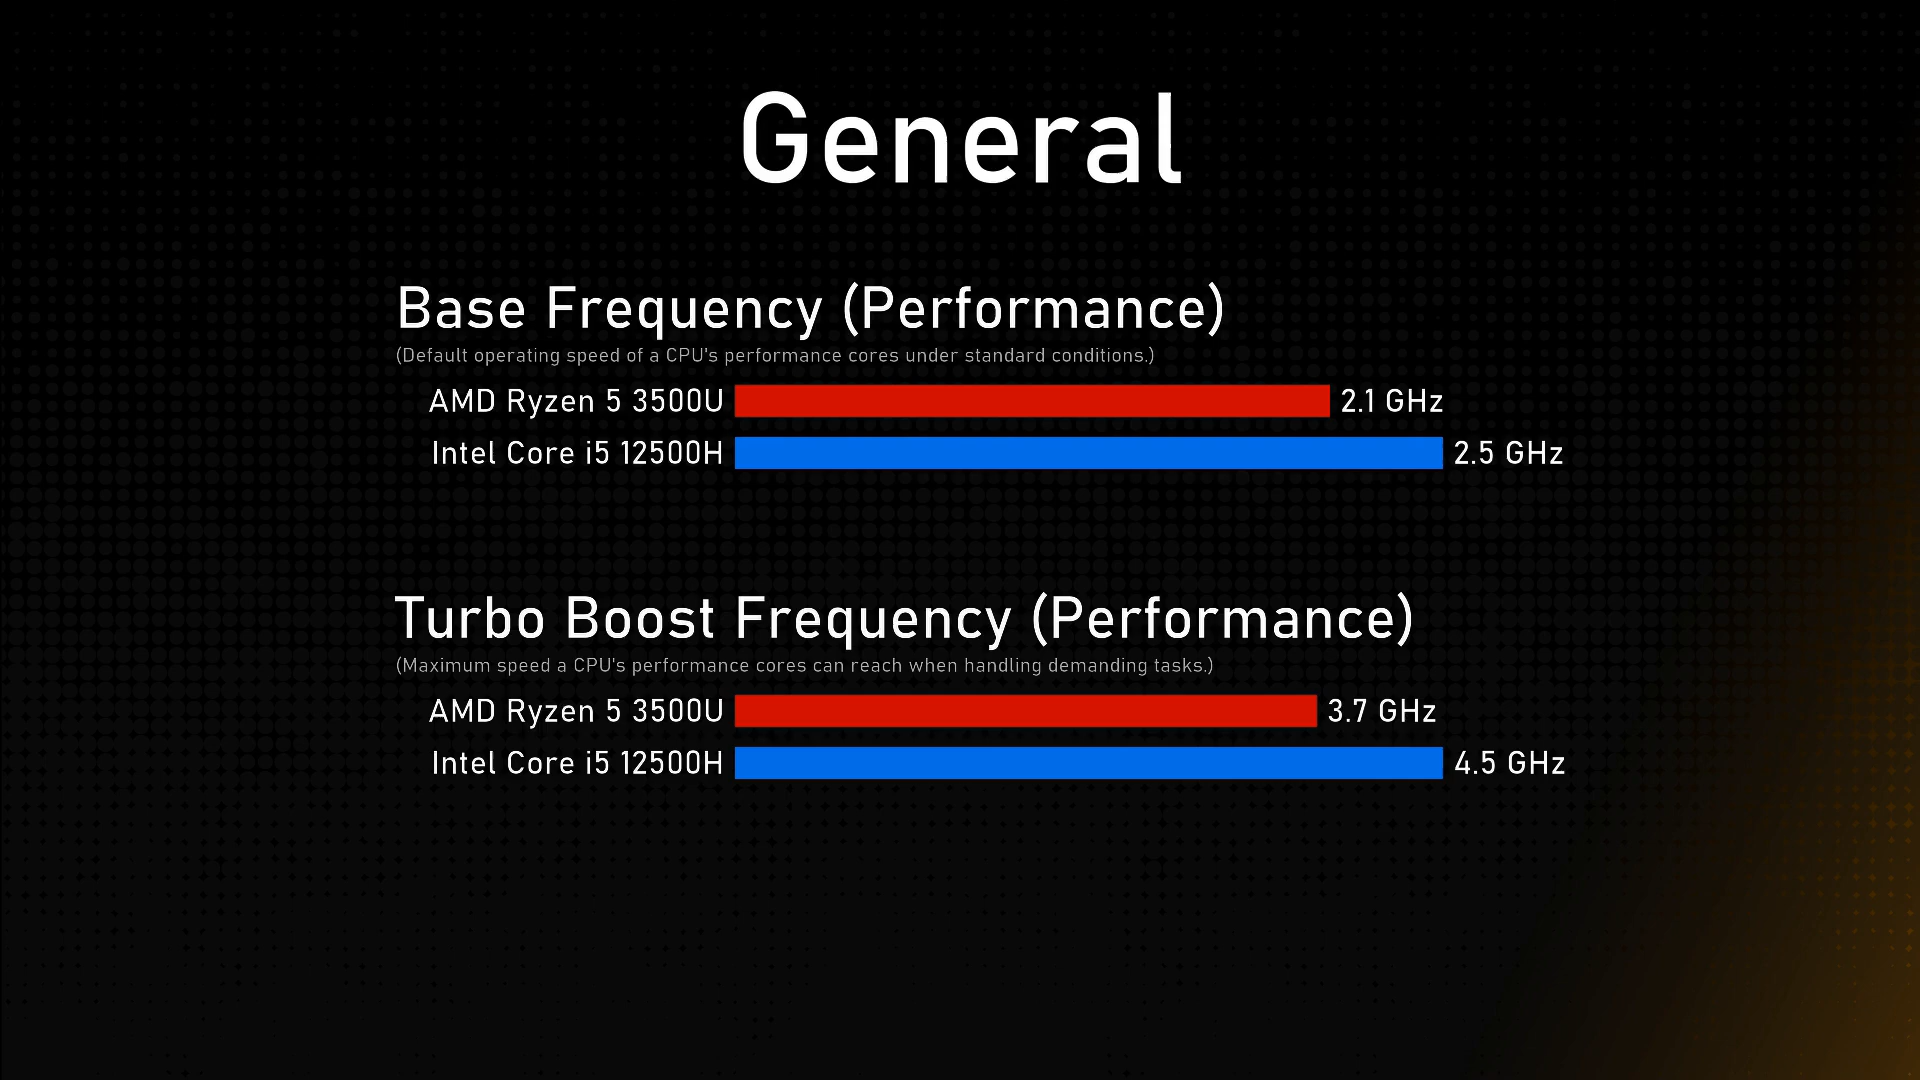 General
Base Frequency (Performance)
(Default operating speed of a CPU's performance cores under standard conditions.)
AMD Ryzen 5 3500U 2.1 GHz
Intel Core i5 12500H 2.5 GHz
Turbo Boost Frequency (Performance)
(Maximum speed a CPU's performance cores can reach when handling demanding tasks.)
AMD Ryzen 5 3500U 3.7 GHz
Intel Core i5 12500H 4.5 GHz